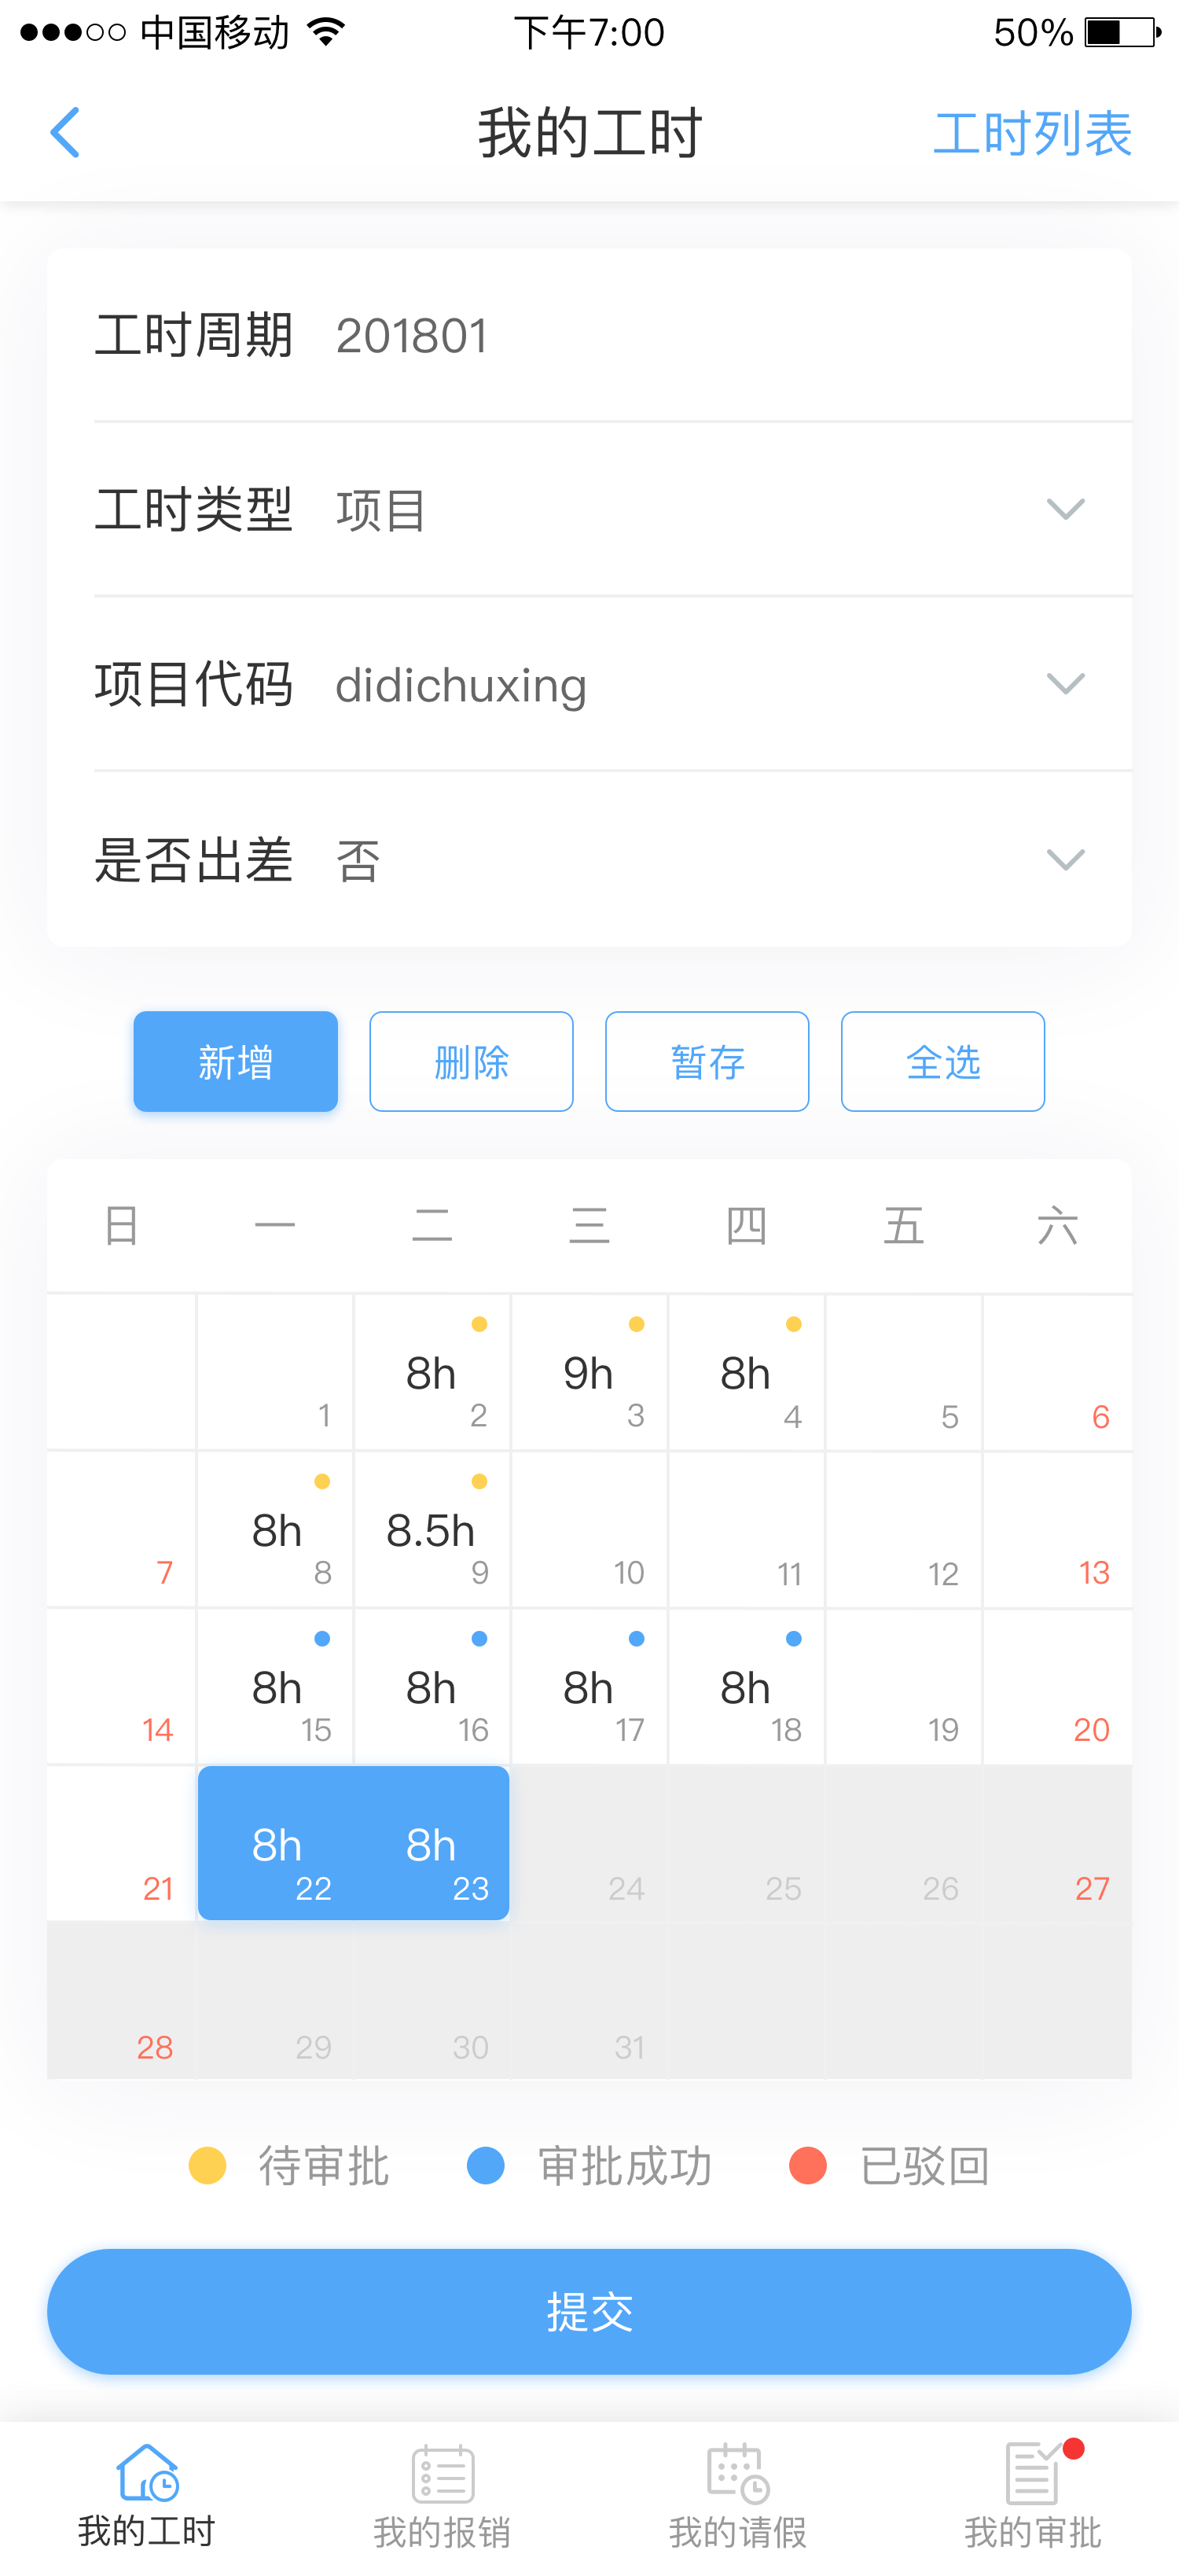 中国移动 下午7:00 50%
我的工时 工时列表
工时周期 201801
工时类型 项目
项目代码 didichuxing
是否出差 否
新增 删除 暂存 全选
日 一 二 三 四 五 六
8h 9h 8h
1 2 3 4 5 6
8h 8.5h
7 8 9 10 11 12 13
8h 8h 8h 8h
14 15 16 17 18 19 20
8h 8h
21 22 23 24 25 26 27
28 29 30 31
待审批 审批成功 已驳回
提交
我的工时 我的报销 我的请假 我的审批